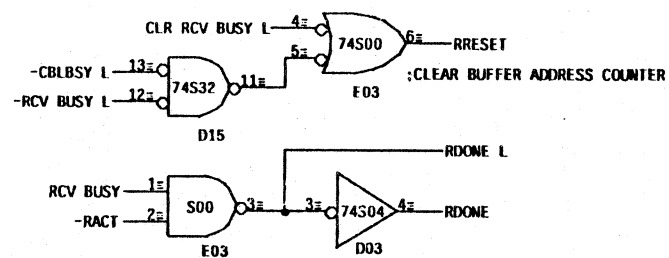 CLR RCV BUSY L 4
74S00
6 RRESET
5
-CBLBSY L 13
74S32
11
;CLEAR BUFFER ADDRESS COUNTER
-RCV BUSY L 12
E03
D15
RDONE L
RCV BUSY 1
S00
3
3
74S04
4 RDONE
-RACT 2
E03
D03